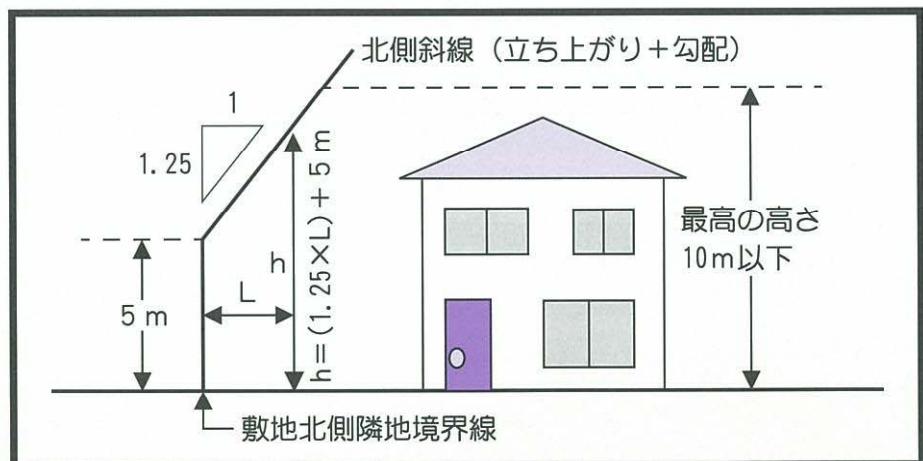 北側斜線（立ち上がり＋勾配）
1
1.25
h
h＝(1.25×L)＋5ｍ
最高の高さ
10ｍ以下
L
5ｍ
敷地北側隣地境界線